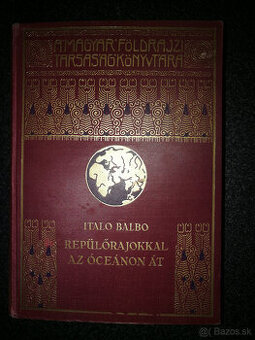 A MAGYAR FÖLDRAJZI
TÁRSASÁG KÖNYVTÁRA
ITALO BALBO
REPÜLŐRAJOKKAL
AZ ÓCEÁNON ÁT
Bazos.sk